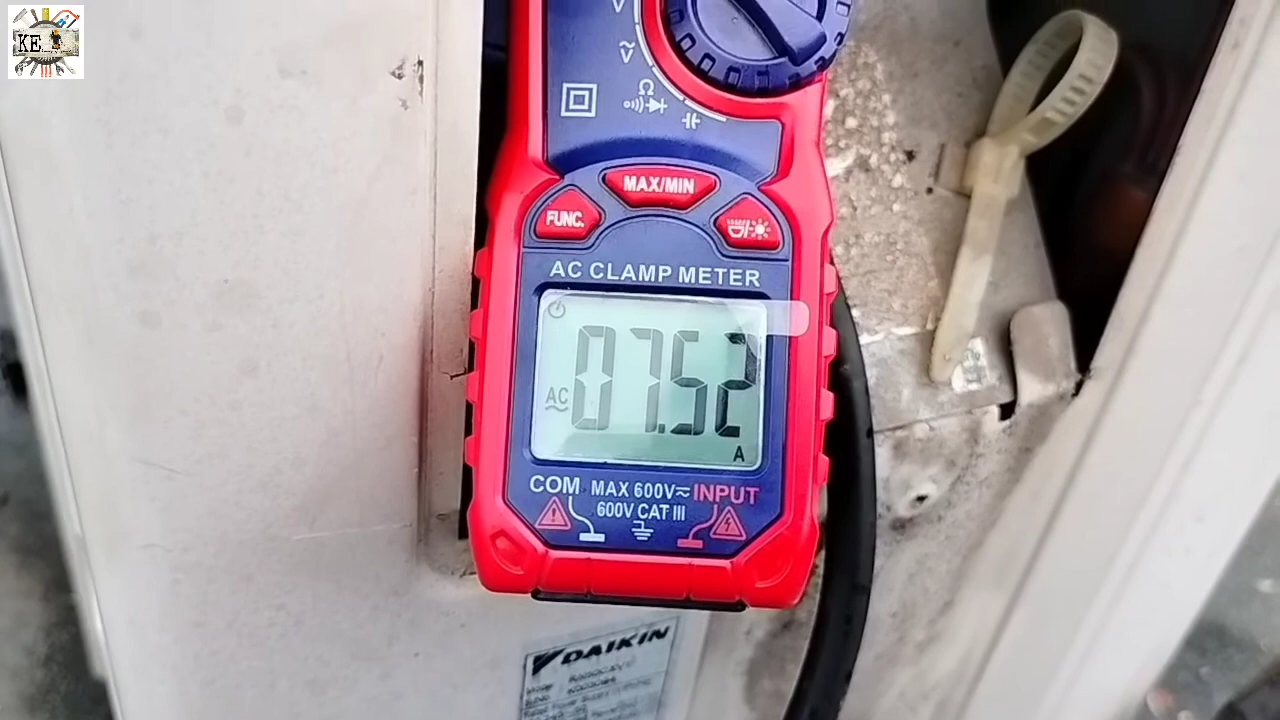 KE
V
Ṽ
Ω
MAX/MIN
FUNC.
AC CLAMP METER
07.52
AC
A
COM MAX 600V≂ INPUT
600V CAT III
DAIKIN